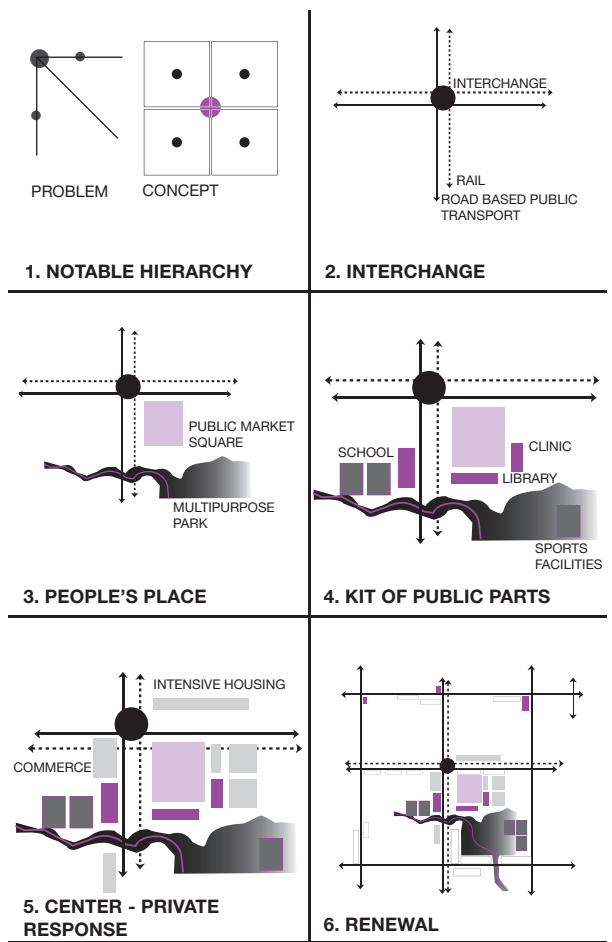 PROBLEM
CONCEPT
1. NOTABLE HIERARCHY
INTERCHANGE
RAIL
ROAD BASED PUBLIC
TRANSPORT
2. INTERCHANGE
PUBLIC MARKET
SQUARE
MULTIPURPOSE
PARK
3. PEOPLE'S PLACE
SCHOOL
CLINIC
LIBRARY
SPORTS
FACILITIES
4. KIT OF PUBLIC PARTS
INTENSIVE HOUSING
COMMERCE
5. CENTER - PRIVATE
RESPONSE
6. RENEWAL